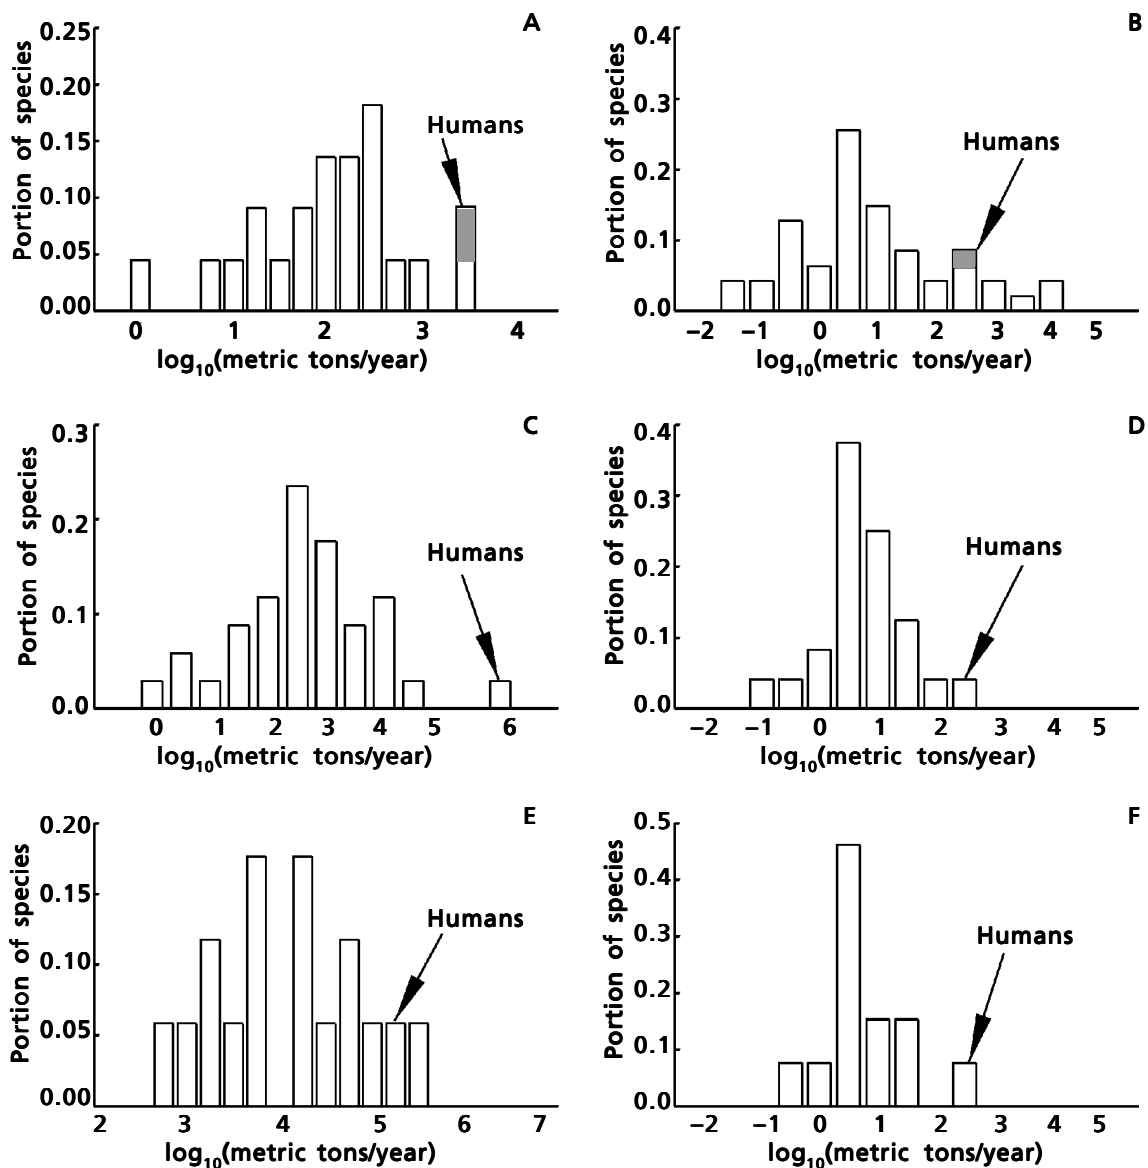 A
Portion of species
0.25
0.20
0.15
0.10
0.05
0.00
Humans
0 1 2 3 4
log10(metric tons/year)
B
Portion of species
0.4
0.3
0.2
0.1
0.0
Humans
−2 −1 0 1 2 3 4 5
log10(metric tons/year)
C
Portion of species
0.3
0.2
0.1
0.0
Humans
0 1 2 3 4 5 6
log10(metric tons/year)
D
Portion of species
0.4
0.3
0.2
0.1
0.0
Humans
−2 −1 0 1 2 3 4 5
log10(metric tons/year)
E
Portion of species
0.20
0.15
0.10
0.05
0.00
Humans
2 3 4 5 6 7
log10(metric tons/year)
F
Portion of species
0.5
0.4
0.3
0.2
0.1
0.0
Humans
−2 −1 0 1 2 3 4 5
log10(metric tons/year)